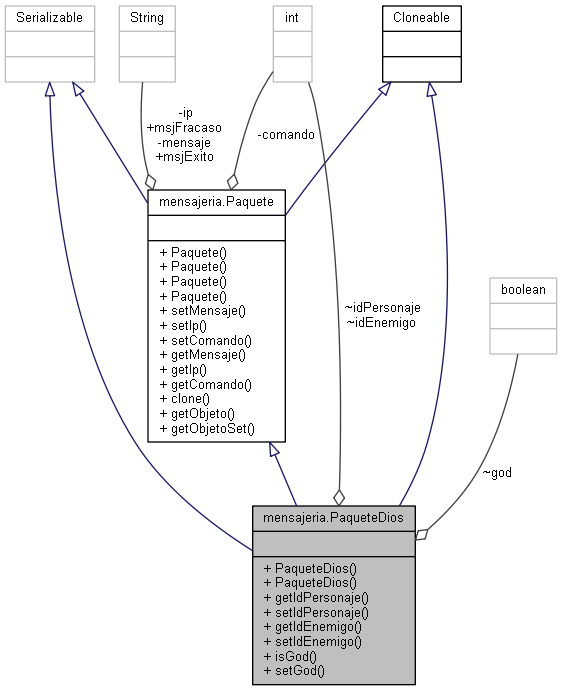 Serializable
String
int
Cloneable
-ip
+msjFracaso
-mensaje
+msjExito
-comando
mensajeria.Paquete
+ Paquete()
+ Paquete()
+ Paquete()
+ Paquete()
+ setMensaje()
+ setIp()
+ setComando()
+ getMensaje()
+ getIp()
+ getComando()
+ clone()
+ getObjeto()
+ getObjetoSet()
boolean
~idPersonaje
~idEnemigo
~god
mensajeria.PaqueteDios
+ PaqueteDios()
+ PaqueteDios()
+ getIdPersonaje()
+ setIdPersonaje()
+ getIdEnemigo()
+ setIdEnemigo()
+ isGod()
+ setGod()